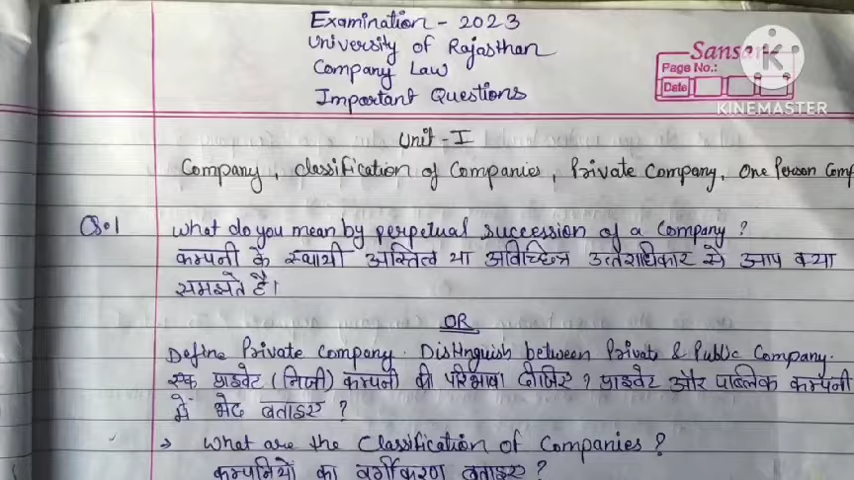 Examination - 2023
University of Rajasthan
Company Law
Important Questions
Sansar
Page No.:
Date
K
KINEMASTER
Unit - I
Company, classification of Companies, Private Company, One Person Comp
Qs.1 What do you mean by perpetual succession of a Company?
कम्पनी के स्थायी अस्तित्व या अविच्छिन्न उत्तराधिकार से आप क्या
समझते है।
OR
Define Private Company. Distinguish between Private & Public Company.
एक प्राइवेट (निजी) कम्पनी की परिभाषा दीजिए? प्राइवेट और पब्लिक कम्पनी
में भेद बताइए?
→ What are the Classification of Companies?
कम्पनियों का वर्गीकरण बताइए?